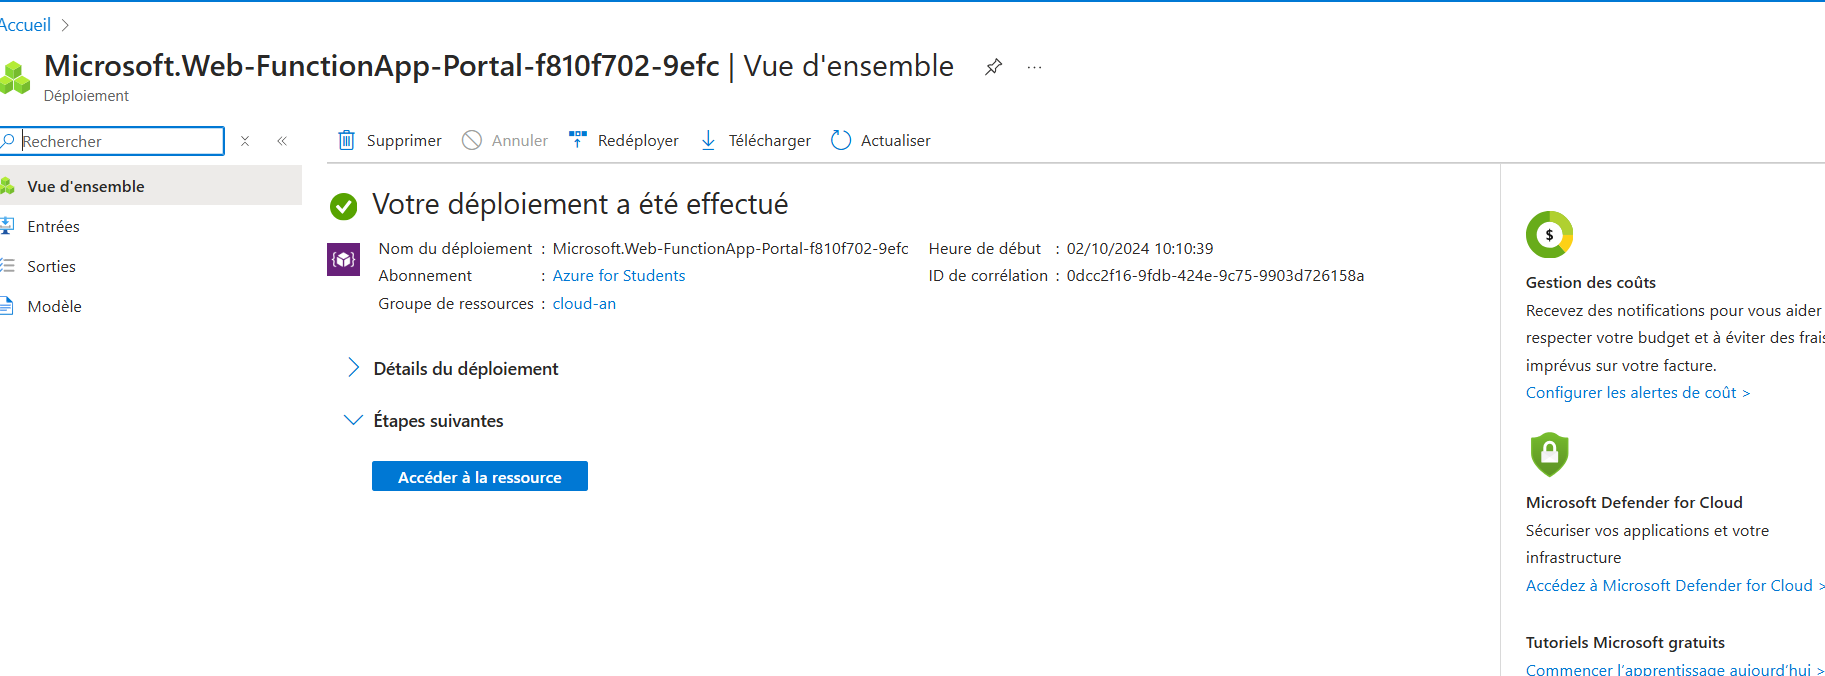 Accueil
Microsoft.Web-FunctionApp-Portal-f810f702-9efc | Vue d'ensemble
Déploiement
Rechercher
Supprimer Annuler Redéployer Télécharger Actualiser
Vue d'ensemble
Entrées
Sorties
Modèle
Votre déploiement a été effectué
Nom du déploiement : Microsoft.Web-FunctionApp-Portal-f810f702-9efc Heure de début : 02/10/2024 10:10:39
Abonnement : Azure for Students ID de corrélation : 0dcc2f16-9fdb-424e-9c75-9903d726158a
Groupe de ressources : cloud-an
Détails du déploiement
Étapes suivantes
Accéder à la ressource
$
Gestion des coûts
Recevez des notifications pour vous aider
respecter votre budget et à éviter des frais
imprévus sur votre facture.
Configurer les alertes de coût >
Microsoft Defender for Cloud
Sécuriser vos applications et votre
infrastructure
Accédez à Microsoft Defender for Cloud >
Tutoriels Microsoft gratuits
Commencer l'apprentissage aujourd'hui >